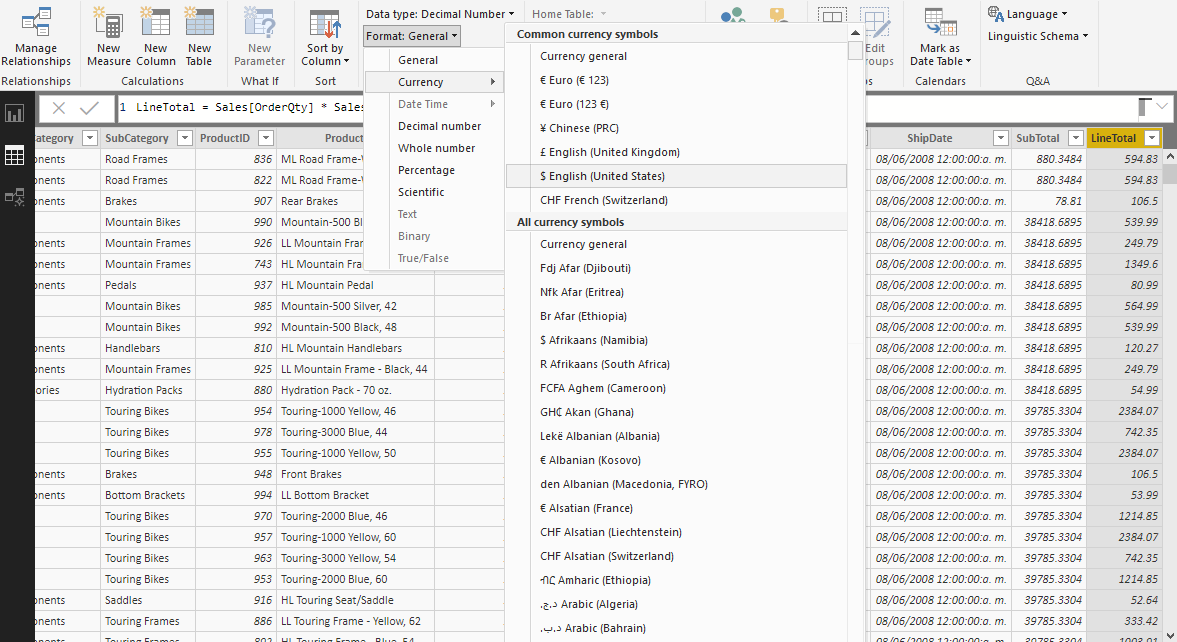 Data type: Decimal Number
Home Table:
Manage
Relationships
New
Measure
New
Column
New
Table
New
Parameter
Sort by
Column
Format: General
Edit
Mark as
Date Table
Language
Linguistic Schema
Relationships
Calculations
What If
Sort
Calendars
Q&A
General
Currency
Date Time
Decimal number
Whole number
Percentage
Scientific
Text
Binary
True/False
Common currency symbols
Currency general
€ Euro (€ 123)
€ Euro (123 €)
¥ Chinese (PRC)
£ English (United Kingdom)
$ English (United States)
CHF French (Switzerland)
All currency symbols
Currency general
Fdj Afar (Djibouti)
Nfk Afar (Eritrea)
Br Afar (Ethiopia)
$ Afrikaans (Namibia)
R Afrikaans (South Africa)
FCFA Aghem (Cameroon)
GH₵ Akan (Ghana)
Lekë Albanian (Albania)
€ Albanian (Kosovo)
den Albanian (Macedonia, FYRO)
€ Alsatian (France)
CHF Alsatian (Liechtenstein)
CHF Alsatian (Switzerland)
ብር Amharic (Ethiopia)
د.ج.‏ Arabic (Algeria)
د.ب.‏ Arabic (Bahrain)
1 LineTotal = Sales[OrderQty] * Sales
SubCategory ProductID Product ShipDate SubTotal LineTotal
Road Frames 836 ML Road Frame- 08/06/2008 12:00:00:a. m. 880.3484 594.83
Road Frames 822 ML Road Frame- 08/06/2008 12:00:00:a. m. 880.3484 594.83
Brakes 907 Rear Brakes 08/06/2008 12:00:00:a. m. 78.81 106.5
Mountain Bikes 990 Mountain-500 Bl 08/06/2008 12:00:00:a. m. 38418.6895 539.99
Mountain Frames 926 LL Mountain Fra 08/06/2008 12:00:00:a. m. 38418.6895 249.79
Mountain Frames 743 HL Mountain Fra 08/06/2008 12:00:00:a. m. 38418.6895 1349.6
Pedals 937 HL Mountain Pedal 08/06/2008 12:00:00:a. m. 38418.6895 80.99
Mountain Bikes 985 Mountain-500 Silver, 42 08/06/2008 12:00:00:a. m. 38418.6895 564.99
Mountain Bikes 992 Mountain-500 Black, 48 08/06/2008 12:00:00:a. m. 38418.6895 539.99
Handlebars 810 HL Mountain Handlebars 08/06/2008 12:00:00:a. m. 38418.6895 120.27
Mountain Frames 925 LL Mountain Frame - Black, 44 08/06/2008 12:00:00:a. m. 38418.6895 249.79
Hydration Packs 880 Hydration Pack - 70 oz. 08/06/2008 12:00:00:a. m. 38418.6895 54.99
Touring Bikes 954 Touring-1000 Yellow, 46 08/06/2008 12:00:00:a. m. 39785.3304 2384.07
Touring Bikes 978 Touring-3000 Blue, 44 08/06/2008 12:00:00:a. m. 39785.3304 742.35
Touring Bikes 955 Touring-1000 Yellow, 50 08/06/2008 12:00:00:a. m. 39785.3304 2384.07
Brakes 948 Front Brakes 08/06/2008 12:00:00:a. m. 39785.3304 106.5
Bottom Brackets 994 LL Bottom Bracket 08/06/2008 12:00:00:a. m. 39785.3304 53.99
Touring Bikes 970 Touring-2000 Blue, 46 08/06/2008 12:00:00:a. m. 39785.3304 1214.85
Touring Bikes 957 Touring-1000 Yellow, 60 08/06/2008 12:00:00:a. m. 39785.3304 2384.07
Touring Bikes 963 Touring-3000 Yellow, 54 08/06/2008 12:00:00:a. m. 39785.3304 742.35
Touring Bikes 953 Touring-2000 Blue, 60 08/06/2008 12:00:00:a. m. 39785.3304 1214.85
Saddles 916 HL Touring Seat/Saddle 08/06/2008 12:00:00:a. m. 39785.3304 52.64
Touring Frames 886 LL Touring Frame - Yellow, 62 08/06/2008 12:00:00:a. m. 39785.3304 333.42